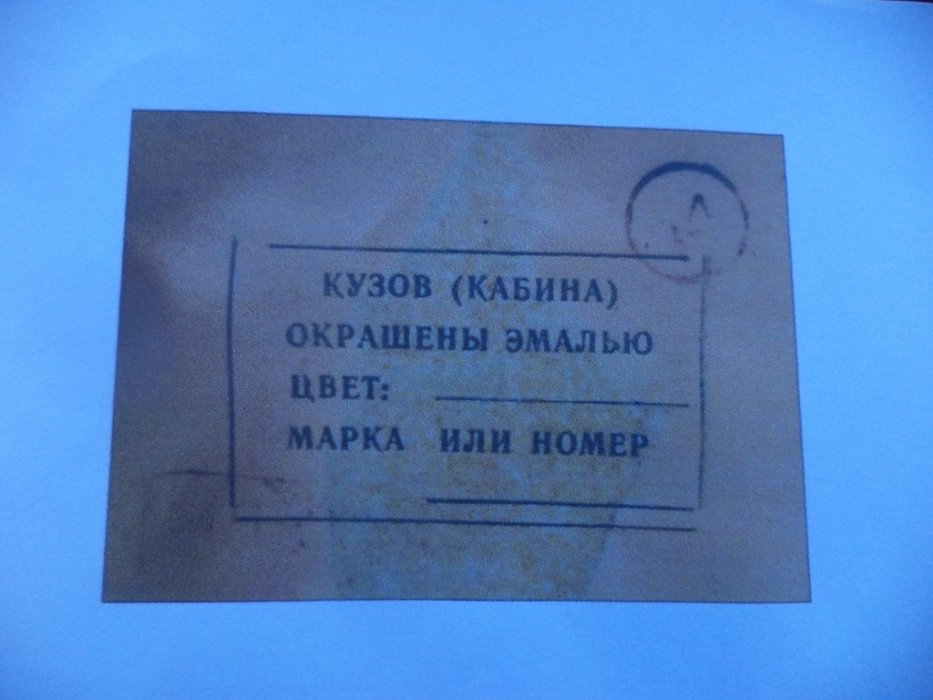 КУЗОВ (КАБИНА)
ОКРАШЕНЫ ЭМАЛЬЮ
ЦВЕТ:
МАРКА ИЛИ НОМЕР